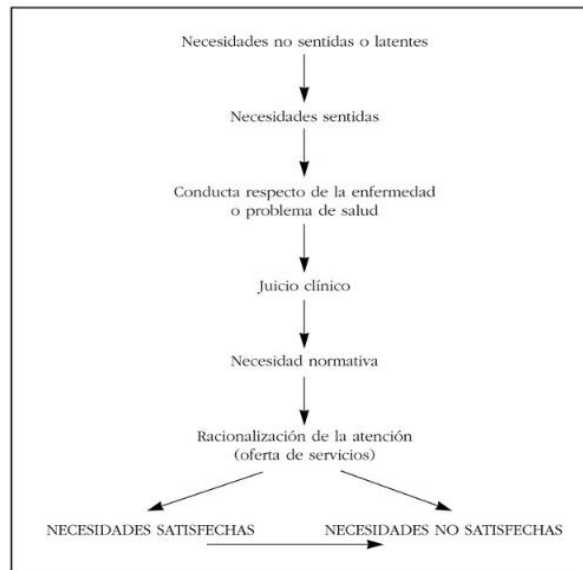 Necesidades no sentidas o latentes
Necesidades sentidas
Conducta respecto de la enfermedad
o problema de salud
Juicio clínico
Necesidad normativa
Racionalización de la atención
(oferta de servicios)
NECESIDADES SATISFECHAS
NECESIDADES NO SATISFECHAS